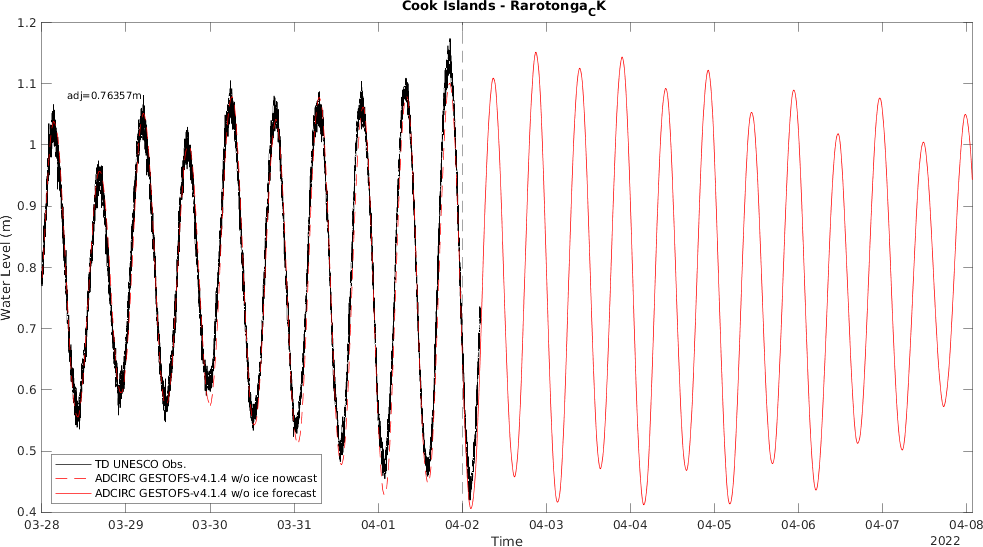 Cook Islands - Rarotonga_CK
1.2
1.1
1
0.9
0.8
0.7
0.6
0.5
0.4
Water Level (m)
adj=0.76357m
TD UNESCO Obs.
ADCIRC GESTOFS-v4.1.4 w/o ice nowcast
ADCIRC GESTOFS-v4.1.4 w/o ice forecast
03-28 03-29 03-30 03-31 04-01 04-02 04-03 04-04 04-05 04-06 04-07 04-08
Time
2022